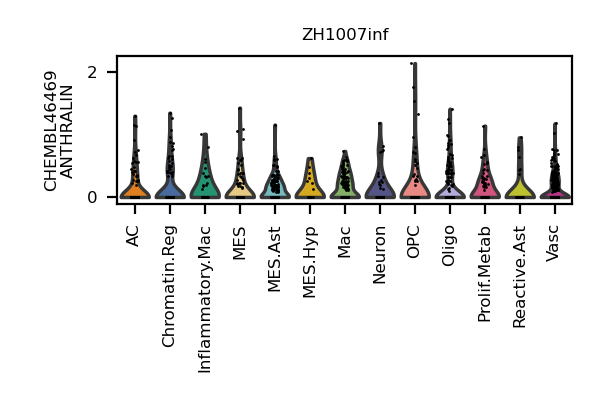 ZH1007inf
CHEMBL46469
ANTHRALIN
2
0
AC
Chromatin.Reg
Inflammatory.Mac
MES
MES.Ast
MES.Hyp
Mac
Neuron
OPC
Oligo
Prolif.Metab
Reactive.Ast
Vasc